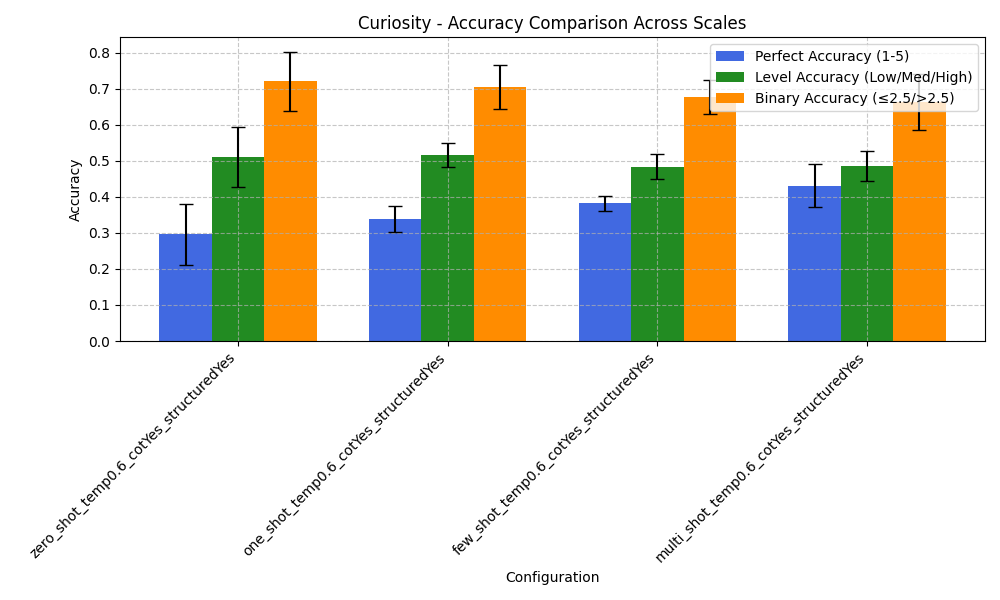 Curiosity - Accuracy Comparison Across Scales
Perfect Accuracy (1-5)
Level Accuracy (Low/Med/High)
Binary Accuracy (≤2.5/>2.5)
Accuracy
0.8
0.7
0.6
0.5
0.4
0.3
0.2
0.1
0.0
zero_shot_temp0.6_cotYes_structuredYes
one_shot_temp0.6_cotYes_structuredYes
few_shot_temp0.6_cotYes_structuredYes
multi_shot_temp0.6_cotYes_structuredYes
Configuration